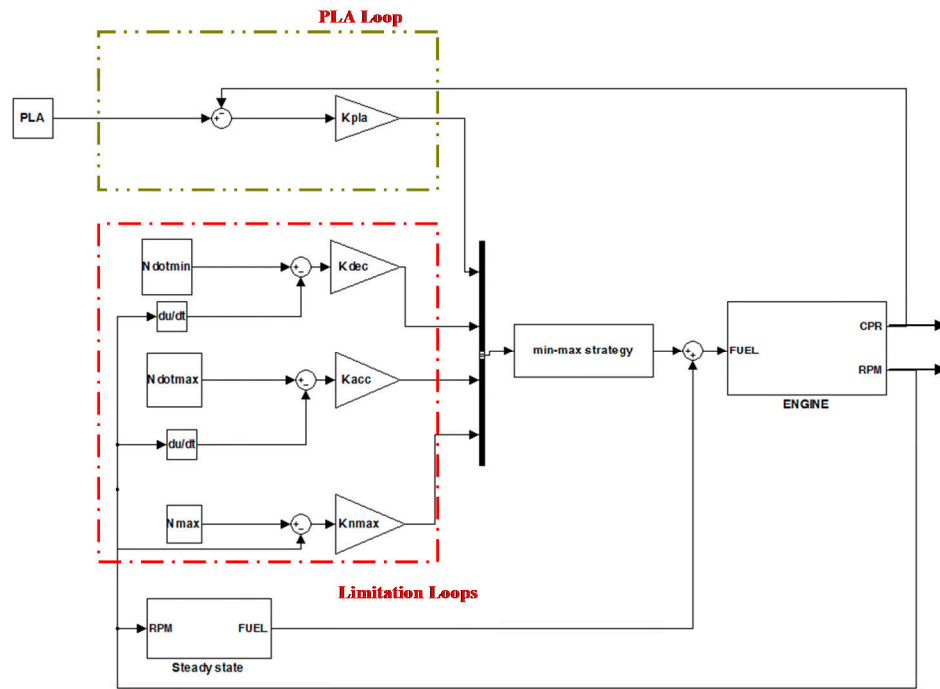 PLA Loop
PLA
Kpla
Ndotmin
Kdec
du/dt
Ndotmax
Kacc
du/dt
Nmax
Knmax
Limitation Loops
min-max strategy
FUEL
CPR
RPM
ENGINE
RPM
FUEL
Steady state